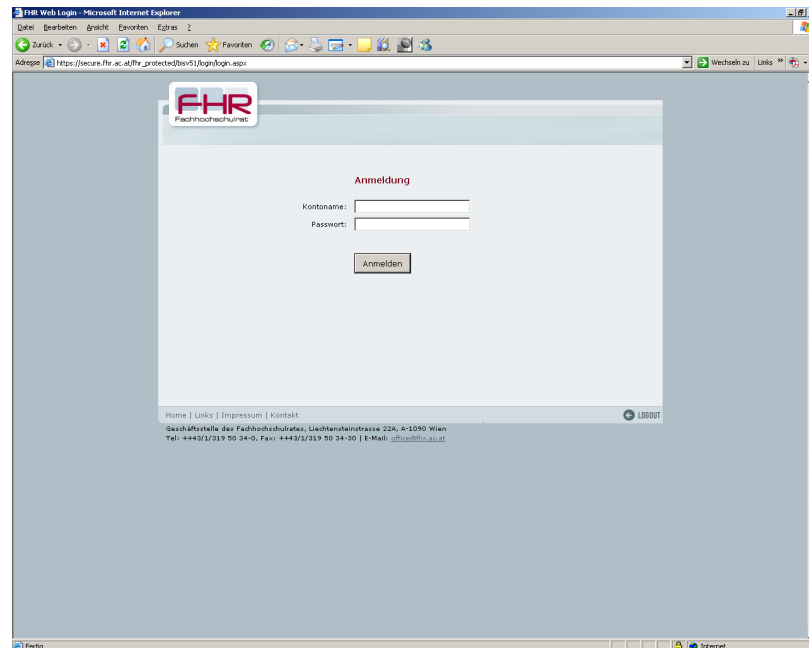 FHR Web Login - Microsoft Internet Explorer
Datei Bearbeiten Ansicht Favoriten Extras ?
Zurück Suchen Favoriten
Adresse https://secure.fhr.ac.at/fhr_protected/bisv51/login/login.aspx Wechseln zu Links »
FHR
Fachhochschulrat
Anmeldung
Kontoname:
Passwort:
Anmelden
Home | Links | Impressum | Kontakt LOGOUT
Geschäftsstelle des Fachhochschulrates, Liechtensteinstrasse 22A, A-1090 Wien
Tel: ++43/1/319 50 34-0, Fax: ++43/1/319 50 34-30 | E-Mail: office@fhr.ac.at
Fertig Internet